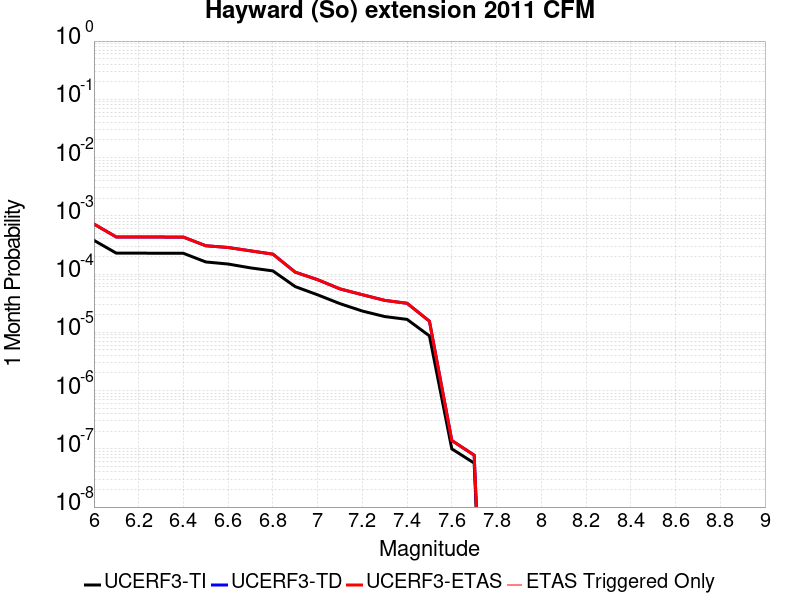 Hayward (So) extension 2011 CFM
1 Month Probability
10^0
10^-1
10^-2
10^-3
10^-4
10^-5
10^-6
10^-7
10^-8
6 6.2 6.4 6.6 6.8 7 7.2 7.4 7.6 7.8 8 8.2 8.4 8.6 8.8 9
Magnitude
UCERF3-TI UCERF3-TD UCERF3-ETAS ETAS Triggered Only